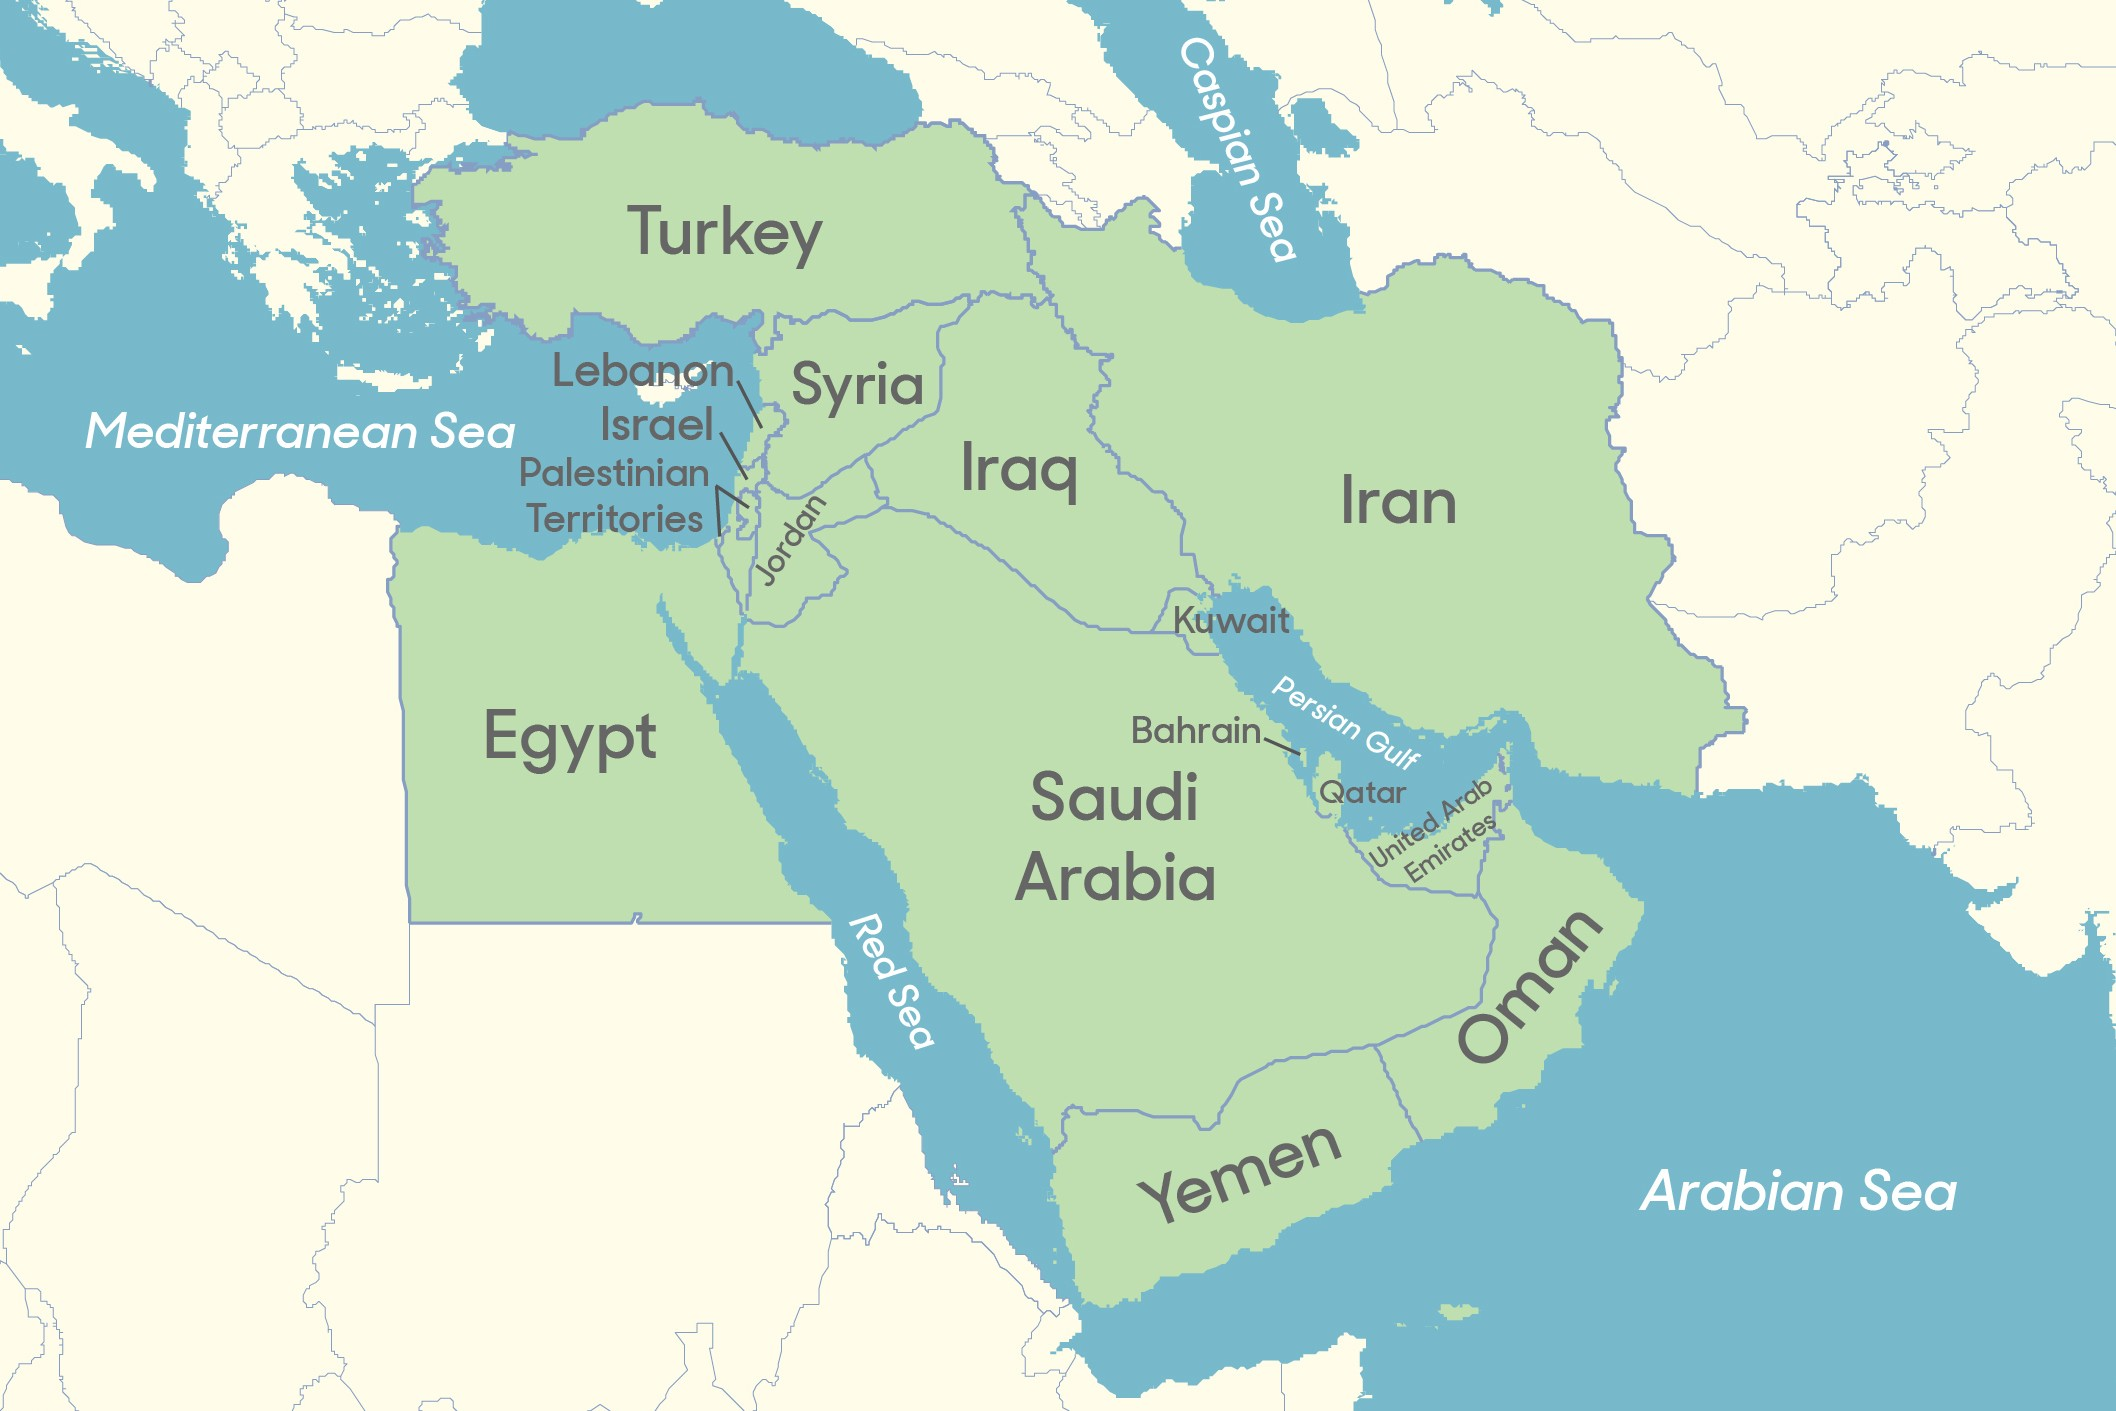 Caspian Sea
Turkey
Lebanon
Syria
Mediterranean Sea
Israel
Palestinian
Territories
Iraq
Iran
Jordan
Kuwait
Egypt
Persian Gulf
Bahrain
Saudi
Arabia
Qatar
United Arab
Emirates
Red Sea
Oman
Yemen
Arabian Sea